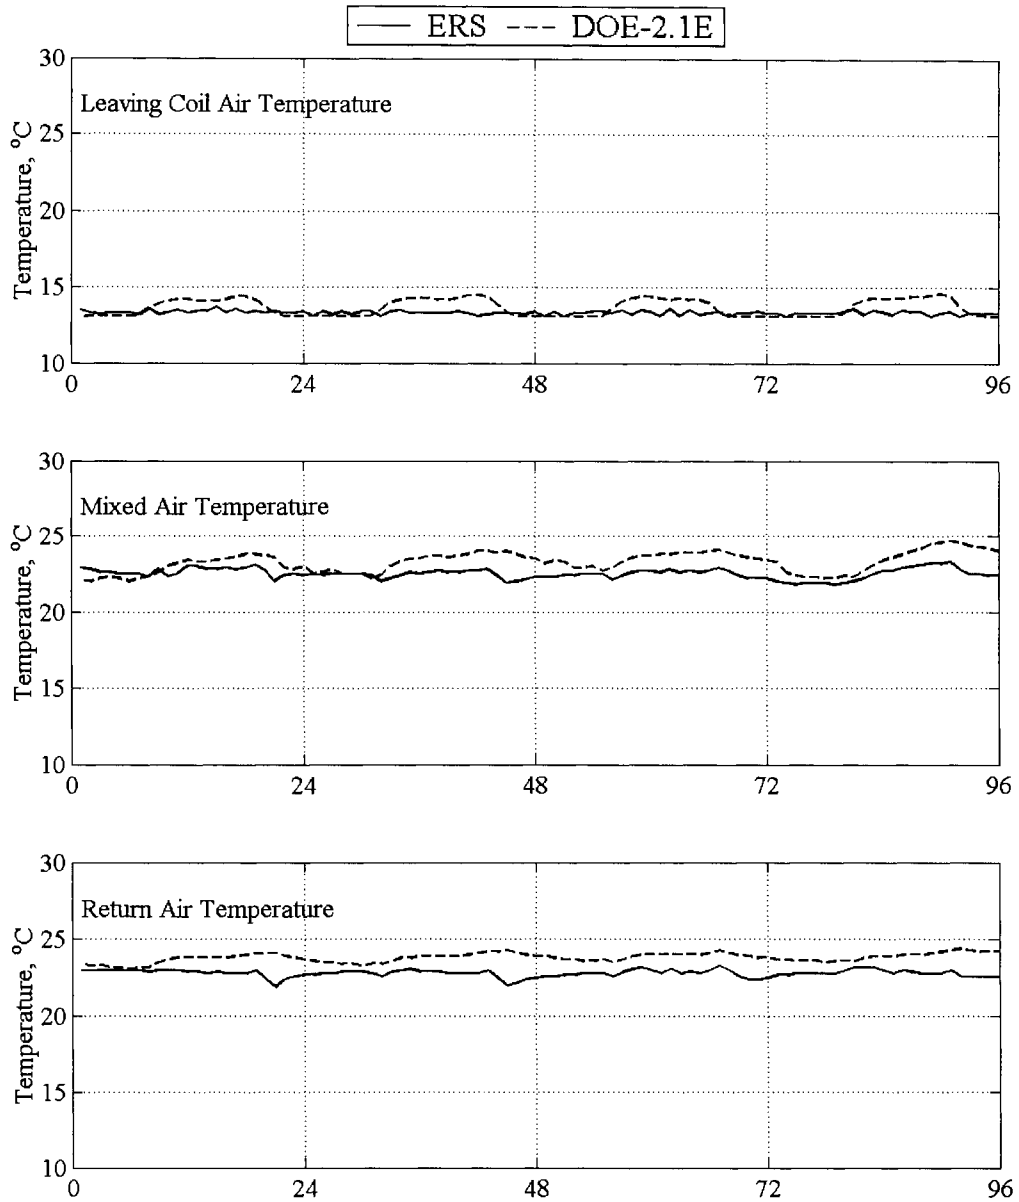 ERS DOE-2.1E
30
25
20
15
10
Temperature, °C
Leaving Coil Air Temperature
0 24 48 72 96
30
25
20
15
10
Temperature, °C
Mixed Air Temperature
0 24 48 72 96
30
25
20
15
10
Temperature, °C
Return Air Temperature
0 24 48 72 96